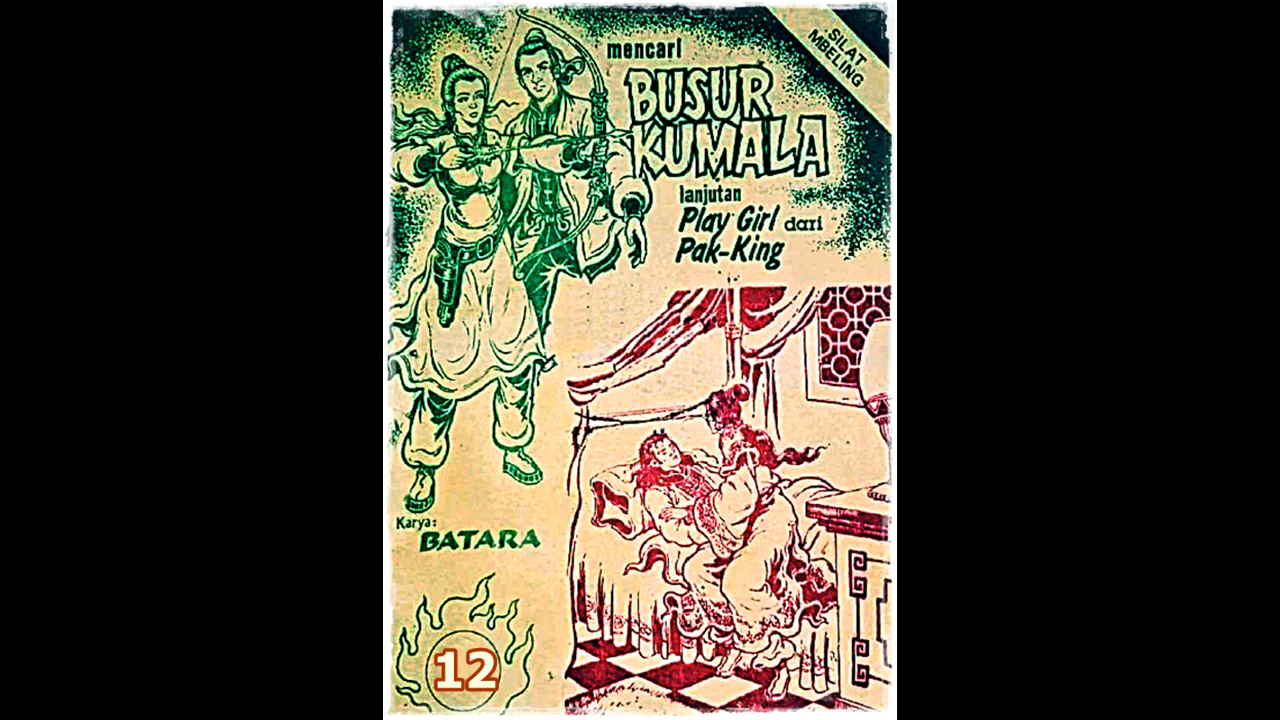 mencari
BUSUR
KUMALA
lanjutan
Play Girl dari
Pak-King
SILAT
MBELING
Karya:
BATARA
12